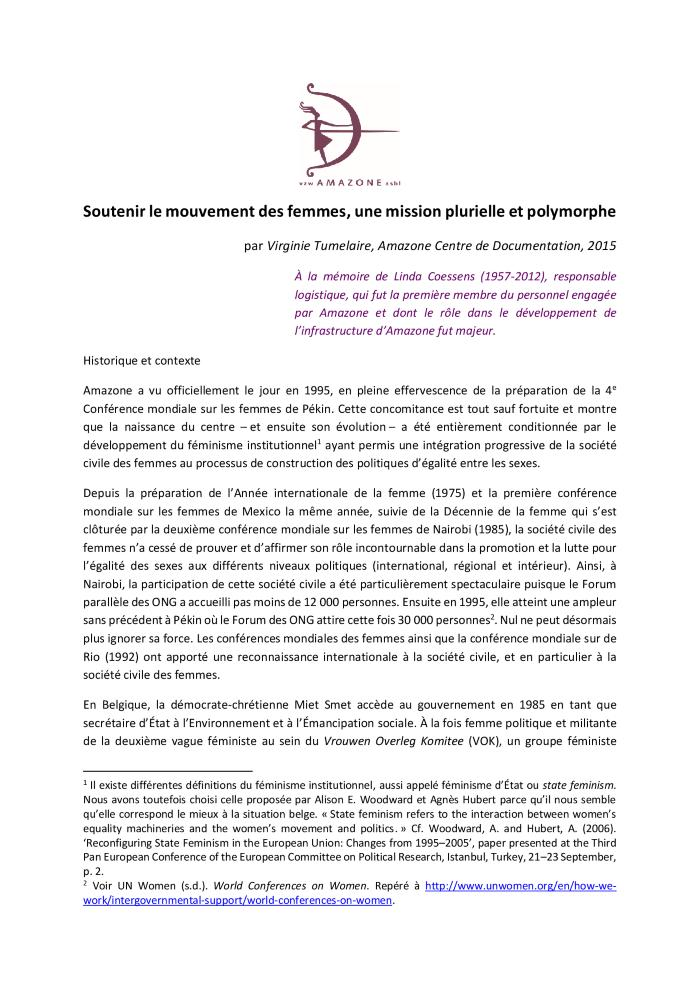 vzw AMAZONE asbl
Soutenir le mouvement des femmes, une mission plurielle et polymorphe
par Virginie Tumelaire, Amazone Centre de Documentation, 2015
À la mémoire de Linda Coessens (1957-2012), responsable
logistique, qui fut la première membre du personnel engagée
par Amazone et dont le rôle dans le développement de
l’infrastructure d’Amazone fut majeur.
Historique et contexte
Amazone a vu officiellement le jour en 1995, en pleine effervescence de la préparation de la 4e
Conférence mondiale sur les femmes de Pékin. Cette concomitance est tout sauf fortuite et montre
que la naissance du centre – et ensuite son évolution – a été entièrement conditionnée par le
développement du féminisme institutionnel1 ayant permis une intégration progressive de la société
civile des femmes au processus de construction des politiques d’égalité entre les sexes.
Depuis la préparation de l’Année internationale de la femme (1975) et la première conférence
mondiale sur les femmes de Mexico la même année, suivie de la Décennie de la femme qui s’est
clôturée par la deuxième conférence mondiale sur les femmes de Nairobi (1985), la société civile des
femmes n’a cessé de prouver et d’affirmer son rôle incontournable dans la promotion et la lutte pour
l’égalité des sexes aux différents niveaux politiques (international, régional et intérieur). Ainsi, à
Nairobi, la participation de cette société civile a été particulièrement spectaculaire puisque le Forum
parallèle des ONG a accueilli pas moins de 12 000 personnes. Ensuite en 1995, elle atteint une ampleur
sans précédent à Pékin où le Forum des ONG attire cette fois 30 000 personnes2. Nul ne peut désormais
plus ignorer sa force. Les conférences mondiales des femmes ainsi que la conférence mondiale sur de
Rio (1992) ont apporté une reconnaissance internationale à la société civile, et en particulier à la
société civile des femmes.
En Belgique, la démocrate-chrétienne Miet Smet accède au gouvernement en 1985 en tant que
secrétaire d’État à l’Environnement et à l’Émancipation sociale. À la fois femme politique et militante
de la deuxième vague féministe au sein du Vrouwen Overleg Komitee (VOK), un groupe féministe
1 Il existe différentes définitions du féminisme institutionnel, aussi appelé féminisme d’État ou state feminism.
Nous avons toutefois choisi celle proposée par Alison E. Woodward et Agnès Hubert parce qu’il nous semble
qu’elle correspond le mieux à la situation belge. « State feminism refers to the interaction between women’s
equality machineries and the women’s movement and politics. » Cf. Woodward, A. and Hubert, A. (2006).
‘Reconfiguring State Feminism in the European Union: Changes from 1995–2005’, paper presented at the Third
Pan European Conference of the European Committee on Political Research, Istanbul, Turkey, 21–23 September,
p. 2.
2 Voir UN Women (s.d.). World Conferences on Women. Repéré à http://www.unwomen.org/en/how-we-
work/intergovernmental-support/world-conferences-on-women.